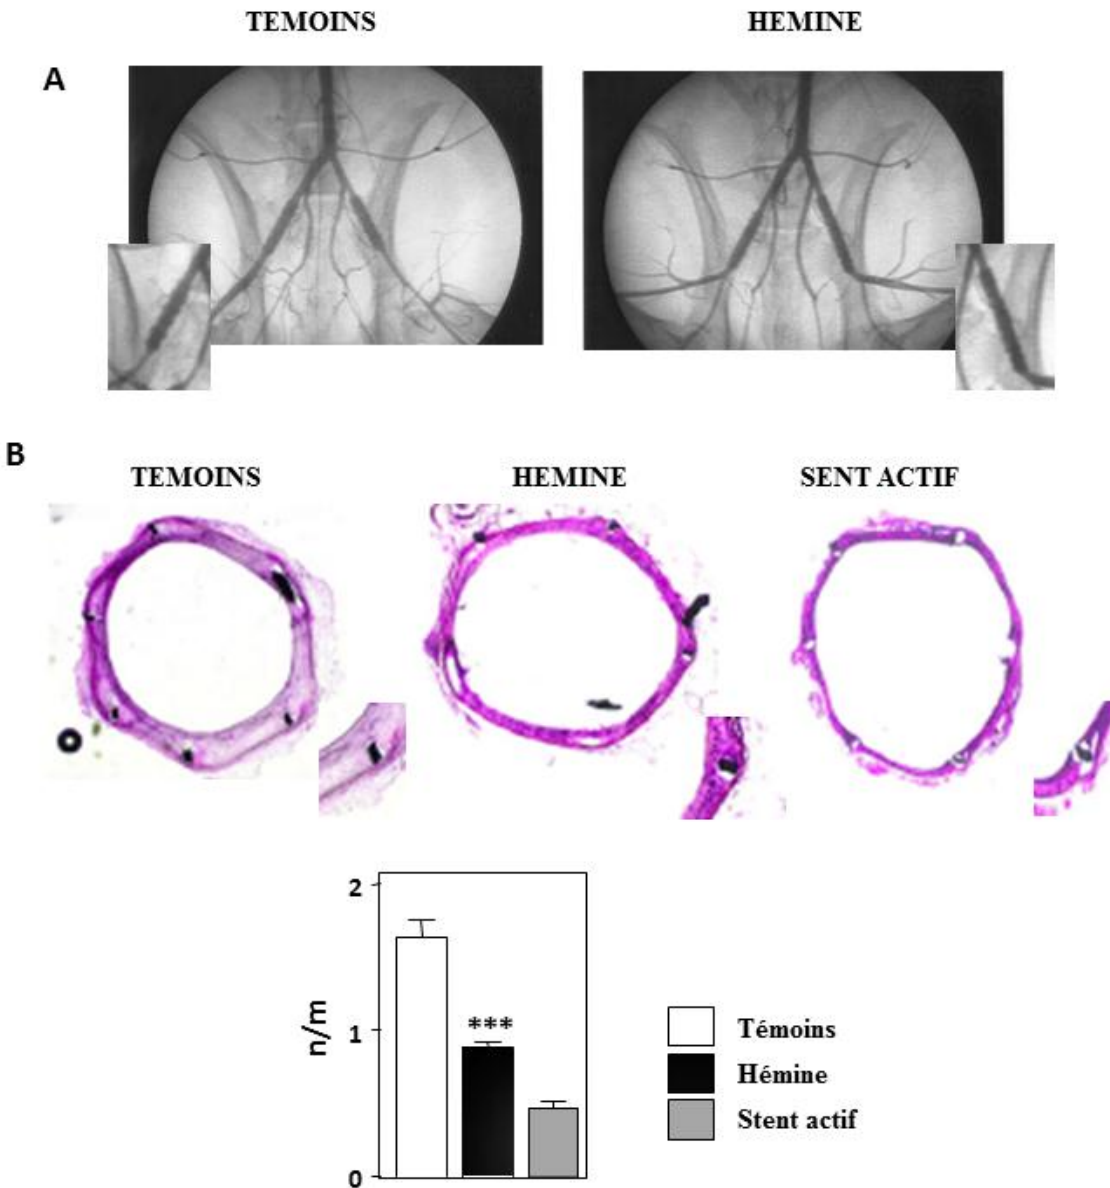 TEMOINS HEMINE
A
B
TEMOINS HEMINE SENT ACTIF
2
1
0
n/m
***
Témoins
Hémine
Stent actif